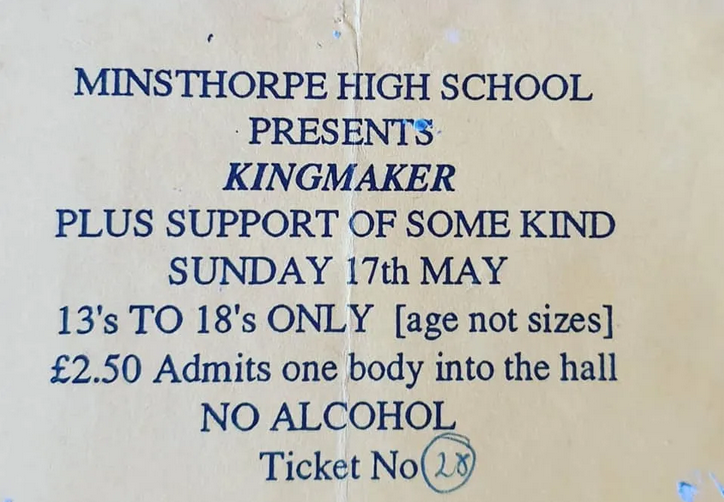 MINSTHORPE HIGH SCHOOL
PRESENTS
KINGMAKER
PLUS SUPPORT OF SOME KIND
SUNDAY 17th MAY
13's TO 18's ONLY [age not sizes]
£2.50 Admits one body into the hall
NO ALCOHOL
Ticket No 28